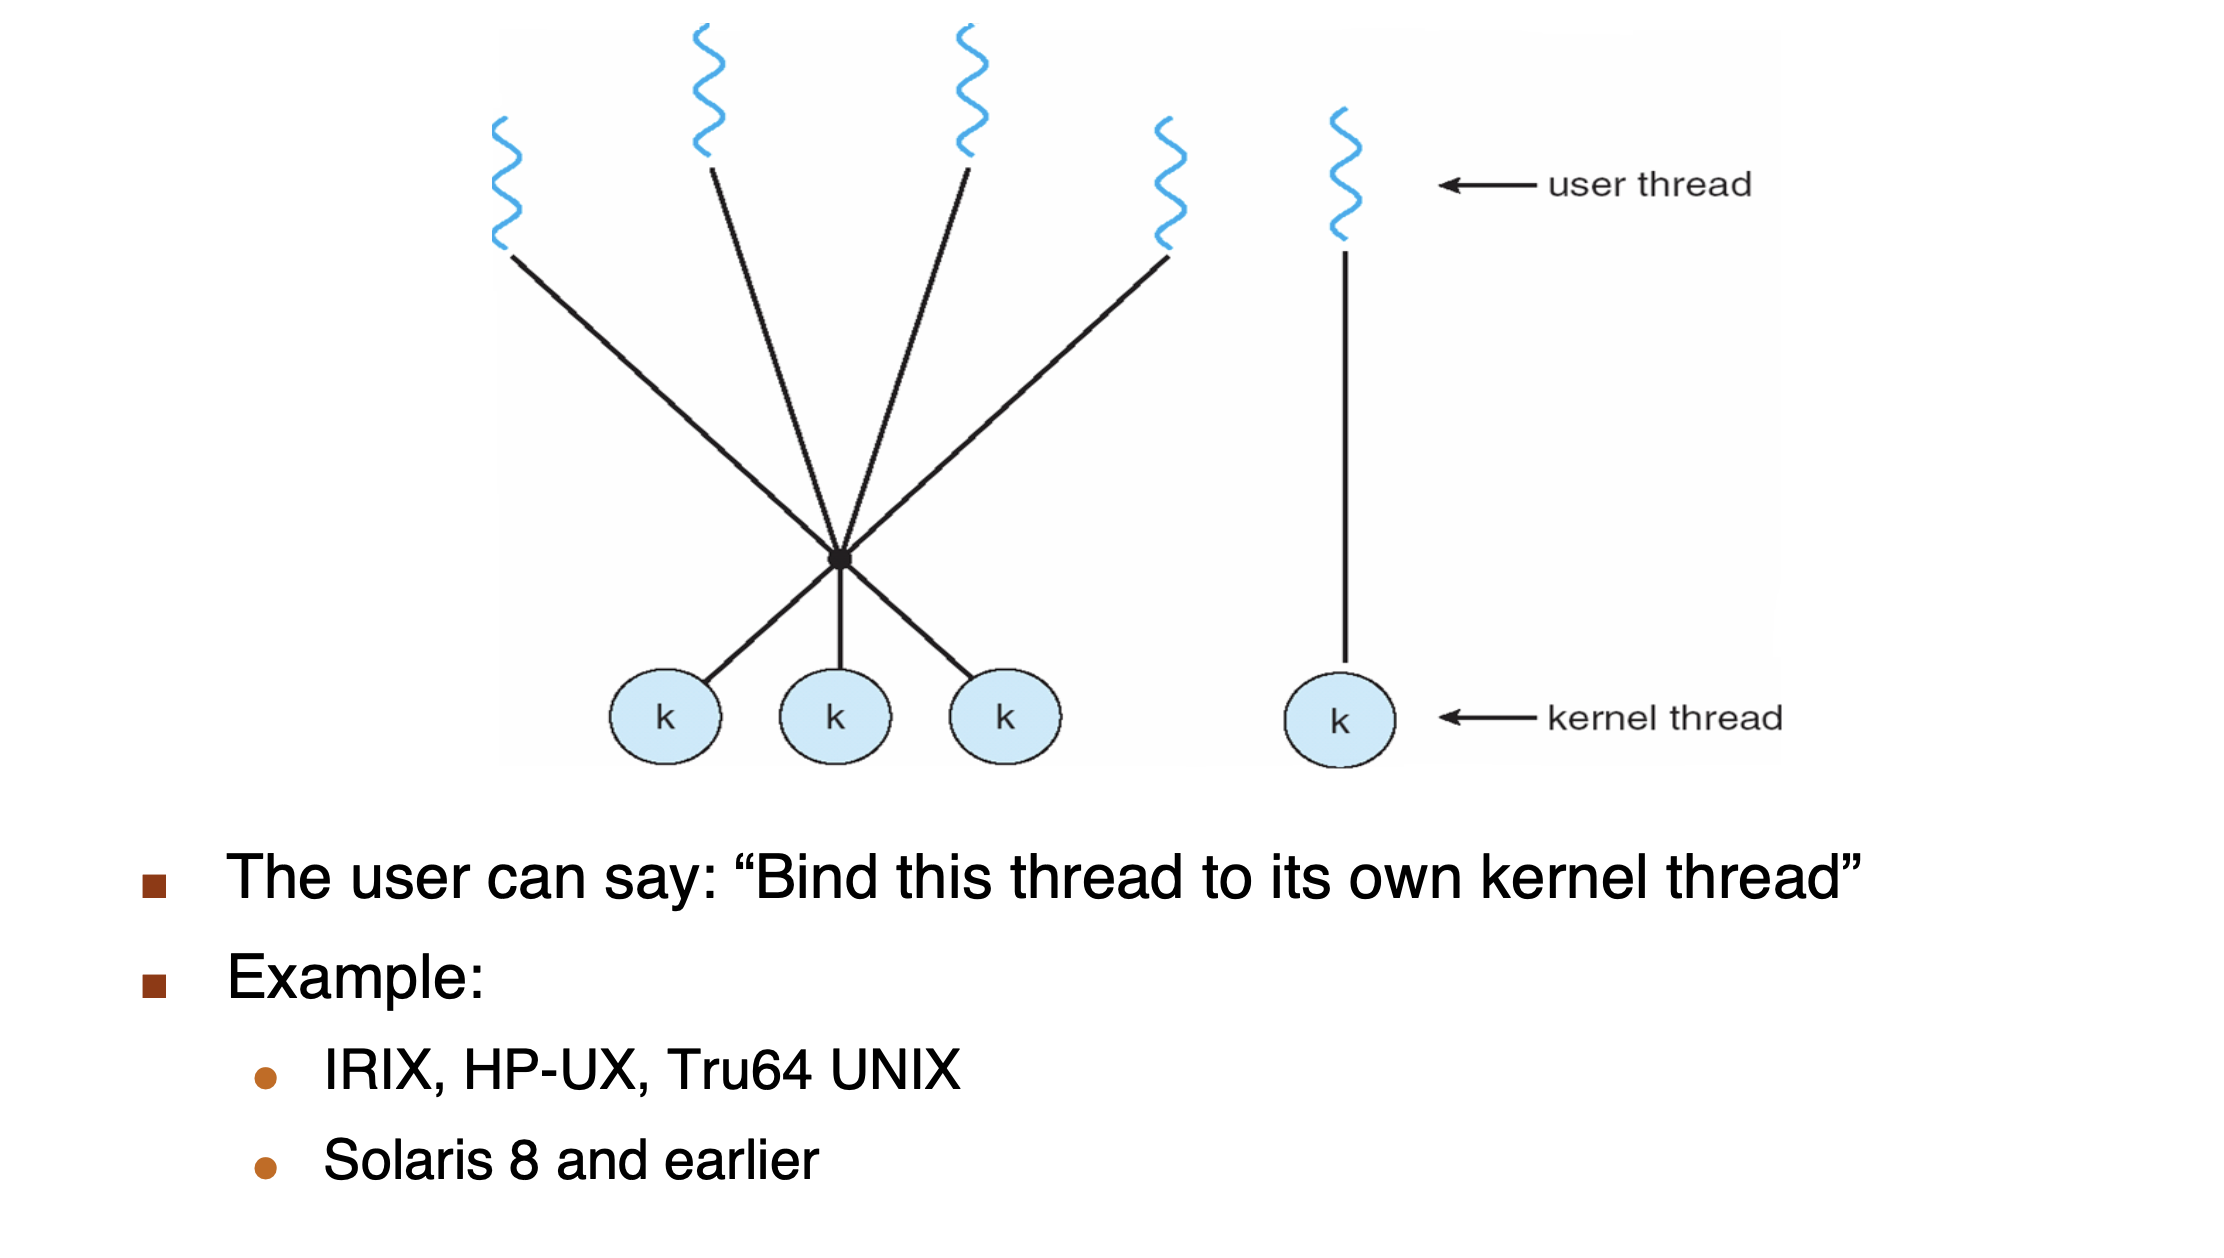 user thread
k
k
k
k
kernel thread
The user can say: “Bind this thread to its own kernel thread”
Example:
IRIX, HP-UX, Tru64 UNIX
Solaris 8 and earlier